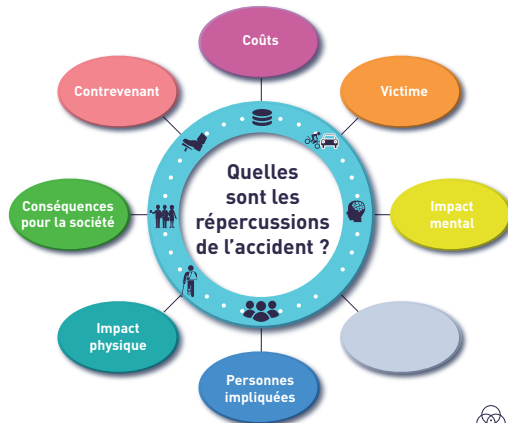 Coûts
Contrevenant
Victime
Quelles
sont les
répercussions
de l'accident ?
Conséquences
pour la société
Impact
mental
Impact
physique
Personnes
impliquées